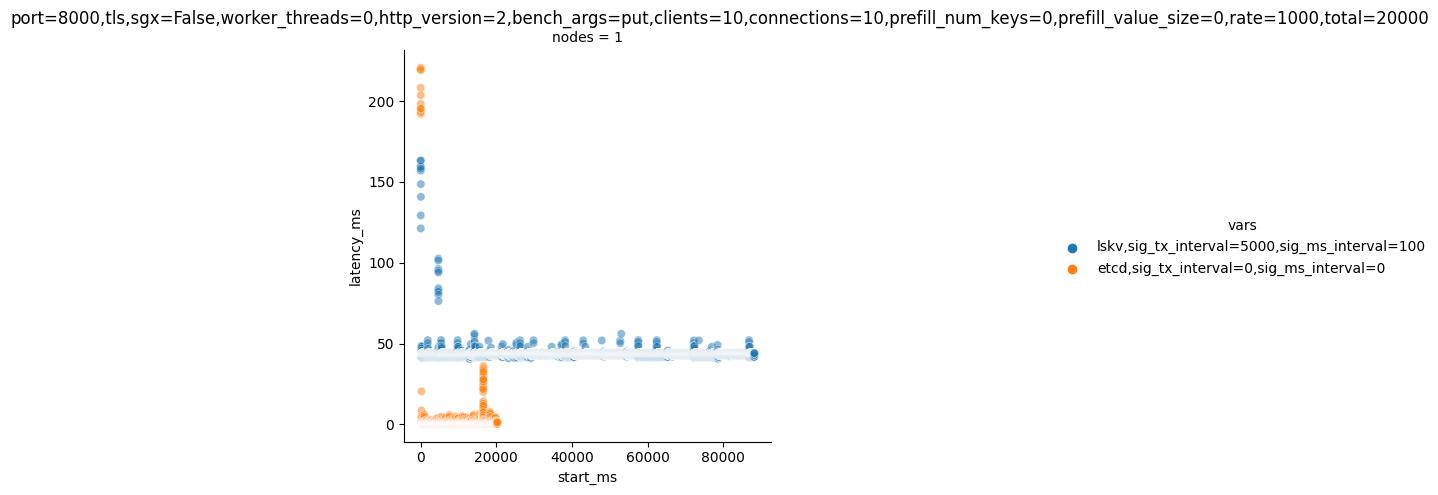 port=8000,tls,sgx=False,worker_threads=0,http_version=2,bench_args=put,clients=10,connections=10,prefill_num_keys=0,prefill_value_size=0,rate=1000,total=20000
nodes = 1
200
150
100
50
0
latency_ms
0 20000 40000 60000 80000
start_ms
vars
lskv,sig_tx_interval=5000,sig_ms_interval=100
etcd,sig_tx_interval=0,sig_ms_interval=0